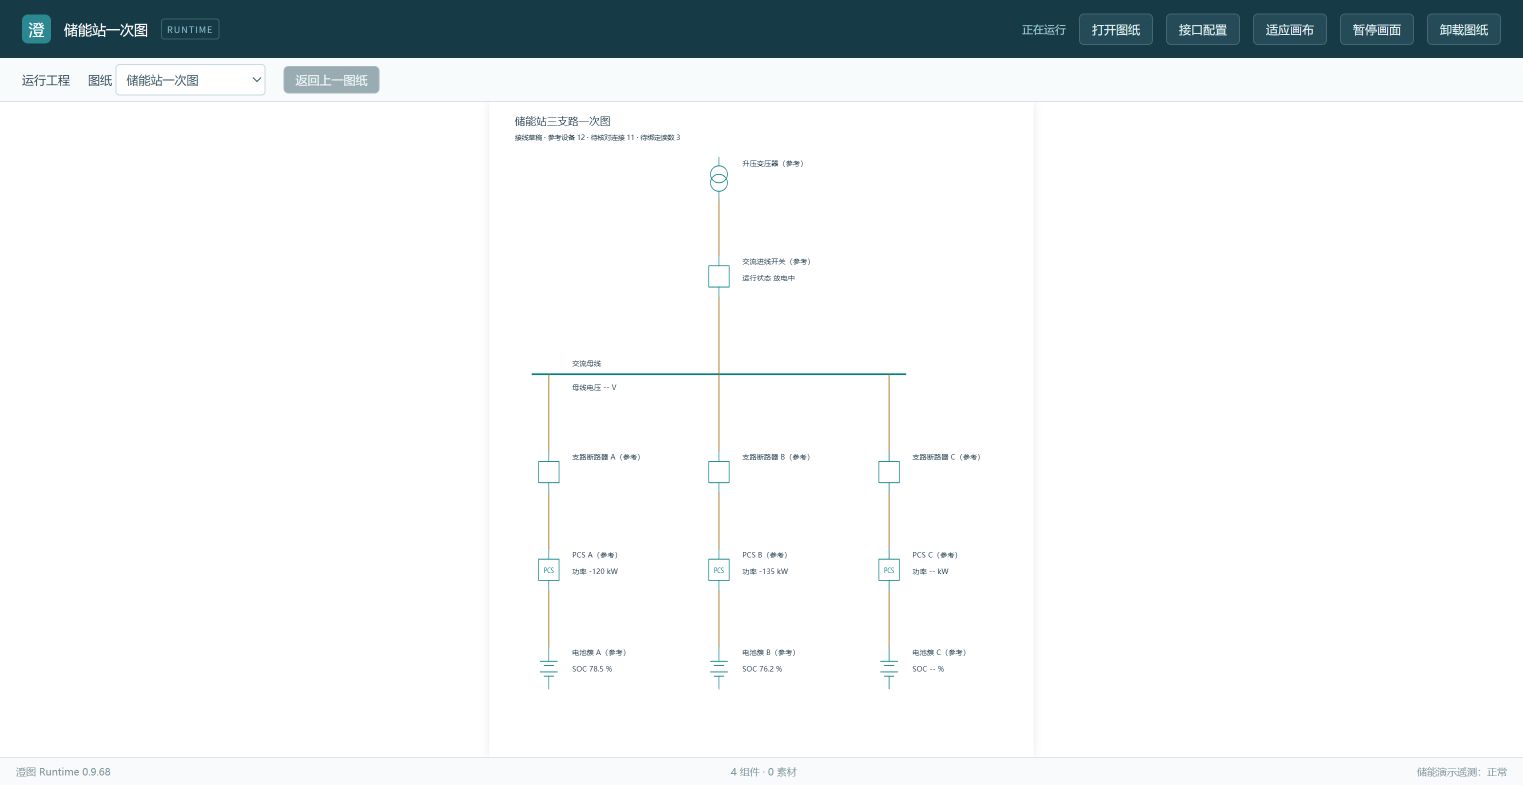 澄 储能站一次图 RUNTIME 正在运行 打开图纸 接口配置 适应画布 暂停画面 卸载图纸
运行工程 图纸 储能站一次图 返回上一图纸
储能站三支路一次图
接线草稿 · 参考设备 12 · 待核对连接 11 · 待绑定读数 3
升压变压器（参考）
交流进线开关（参考）
运行状态 放电中
交流母线
母线电压 -- V
支路断路器 A（参考） 支路断路器 B（参考） 支路断路器 C（参考）
PCS A（参考） PCS B（参考） PCS C（参考）
PCS 功率 -120 kW PCS 功率 -135 kW PCS 功率 -- kW
电池簇 A（参考） 电池簇 B（参考） 电池簇 C（参考）
SOC 78.5 % SOC 76.2 % SOC -- %
澄图 Runtime 0.9.68 4 组件 · 0 素材 储能演示遥测：正常